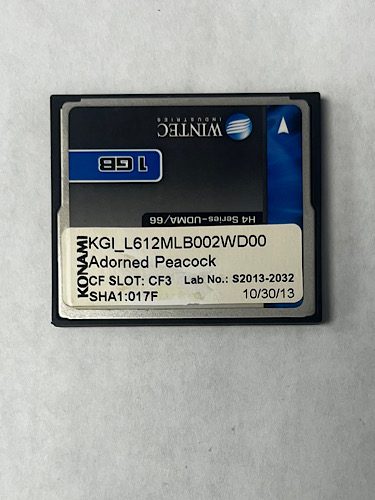 WINTEC
INDUSTRIES
1GB
H4 Series-UDMA/66
KONAMI
KGI_L612MLB002WD00
Adorned Peacock
CF SLOT: CF3 Lab No.: S2013-2032
SHA1:017F 10/30/13